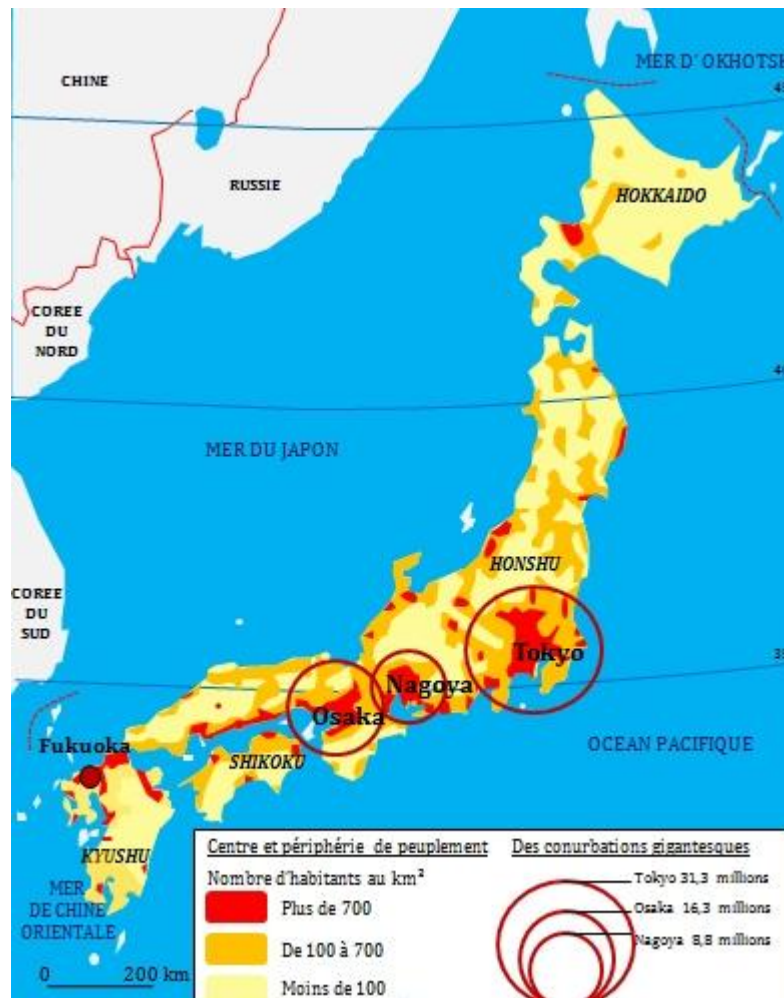 MER D' OKHOTSK
CHINE
45
RUSSIE
HOKKAIDO
COREE
DU
NORD
40
MER DU JAPON
HONSHU
COREE
DU
SUD
Tokyo
35
Nagoya
Osaka
Fukuoka
OCEAN PACIFIQUE
SHIKOKU
KYUSHU
MER
DE CHINE
ORIENTALE
0 200 km
Centre et périphérie de peuplement
Nombre d'habitants au km²
Plus de 700
De 100 à 700
Moins de 100
Des conurbations gigantesques
Tokyo 31,3 millions
Osaka 16,3 millions
Nagoya 8,8 millions